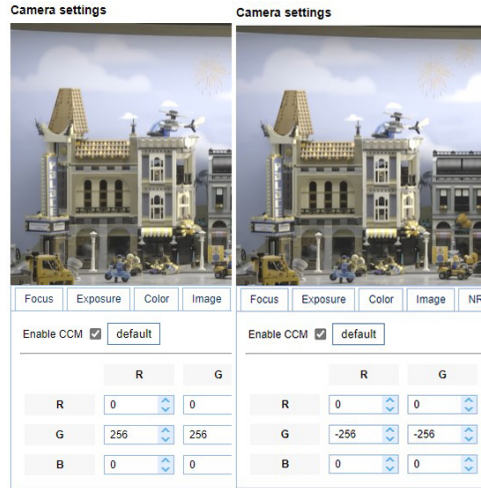 Camera settings
Focus Exposure Color Image
Enable CCM default
R G
R 0 0
G 256 256
B 0 0
Camera settings
Focus Exposure Color Image NR
Enable CCM default
R G
R 0 0
G -256 -256
B 0 0